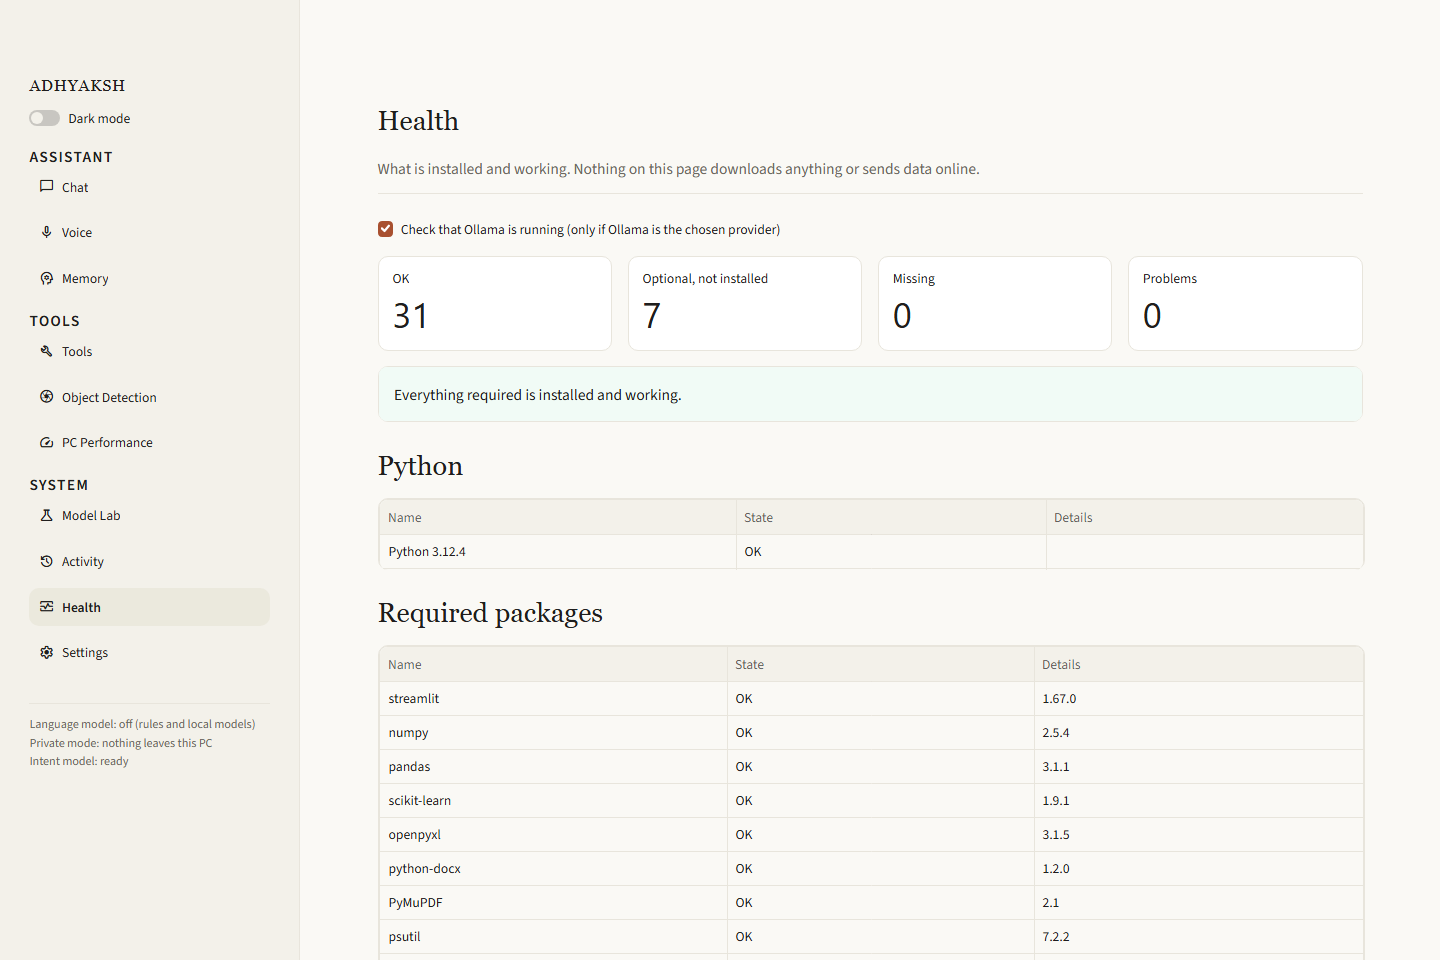 ADHYAKSH
Dark mode
ASSISTANT
Chat
Voice
Memory
TOOLS
Tools
Object Detection
PC Performance
SYSTEM
Model Lab
Activity
Health
Settings
Language model: off (rules and local models)
Private mode: nothing leaves this PC
Intent model: ready
Health
What is installed and working. Nothing on this page downloads anything or sends data online.
Check that Ollama is running (only if Ollama is the chosen provider)
OK
31
Optional, not installed
7
Missing
0
Problems
0
Everything required is installed and working.
Python
Name State Details
Python 3.12.4 OK
Required packages
Name State Details
streamlit OK 1.67.0
numpy OK 2.5.4
pandas OK 3.1.1
scikit-learn OK 1.9.1
openpyxl OK 3.1.5
python-docx OK 1.2.0
PyMuPDF OK 2.1
psutil OK 7.2.2